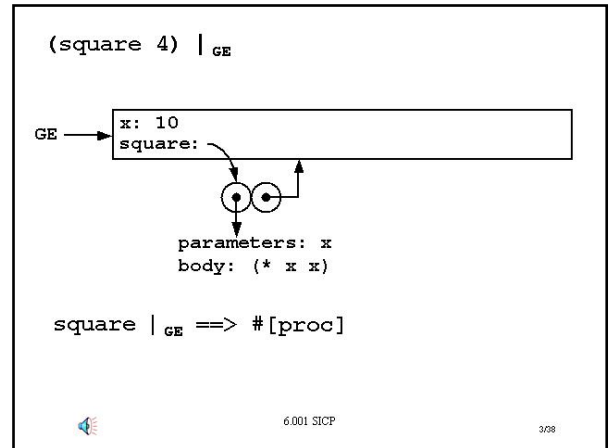 (square 4) | GE
GE
x: 10
square:
parameters: x
body: (* x x)
square | GE ==> #[proc]
6.001 SICP
3/38